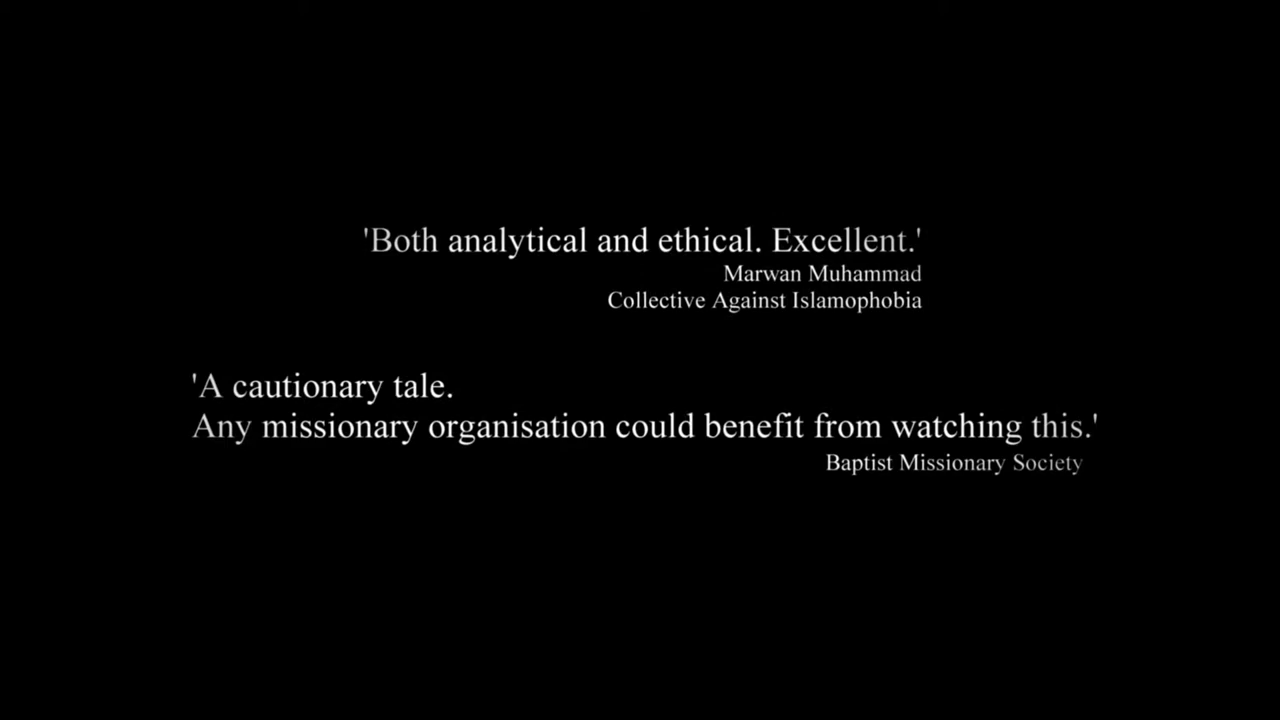 'Both analytical and ethical. Excellent.'
Marwan Muhammad
Collective Against Islamophobia
'A cautionary tale.
Any missionary organisation could benefit from watching this.'
Baptist Missionary Society